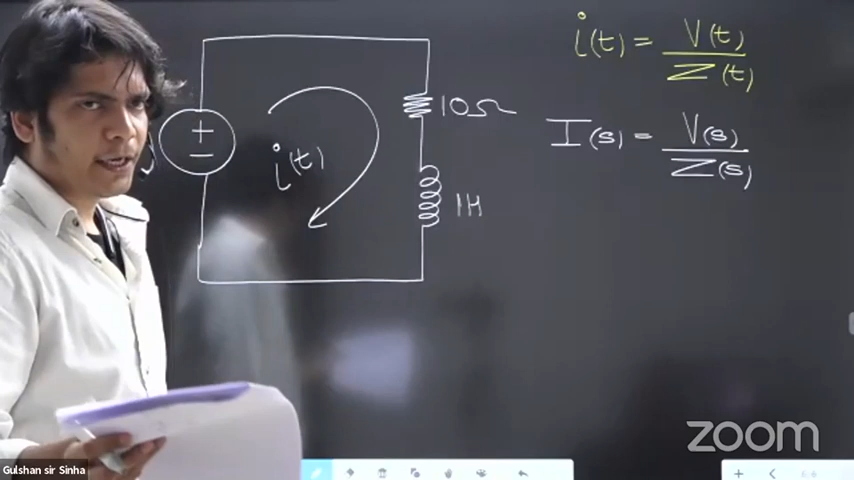 i(t) = V(t)
Z(t)
10Ω
I(s) = V(s)
Z(s)
+
−
i(t)
1H
zoom
Gulshan sir Sinha